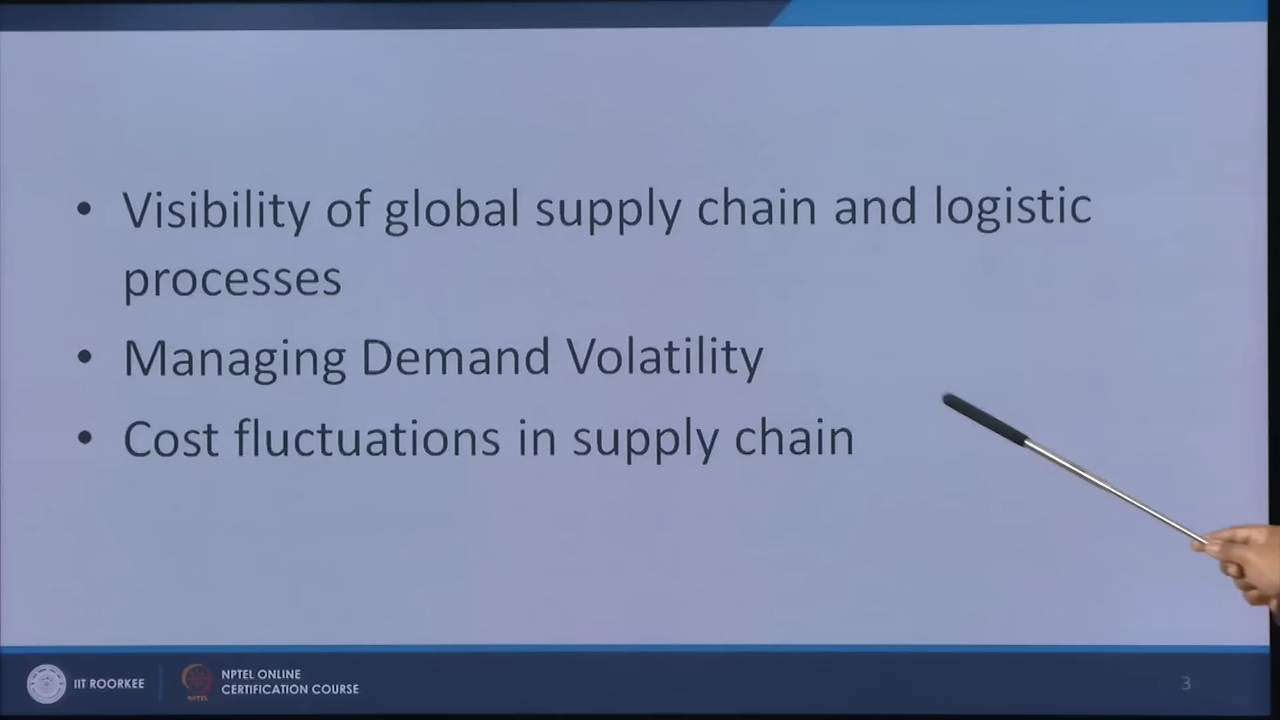 • Visibility of global supply chain and logistic
processes
• Managing Demand Volatility
• Cost fluctuations in supply chain
IIT ROORKEE
NPTEL ONLINE
CERTIFICATION COURSE
NPTEL
3